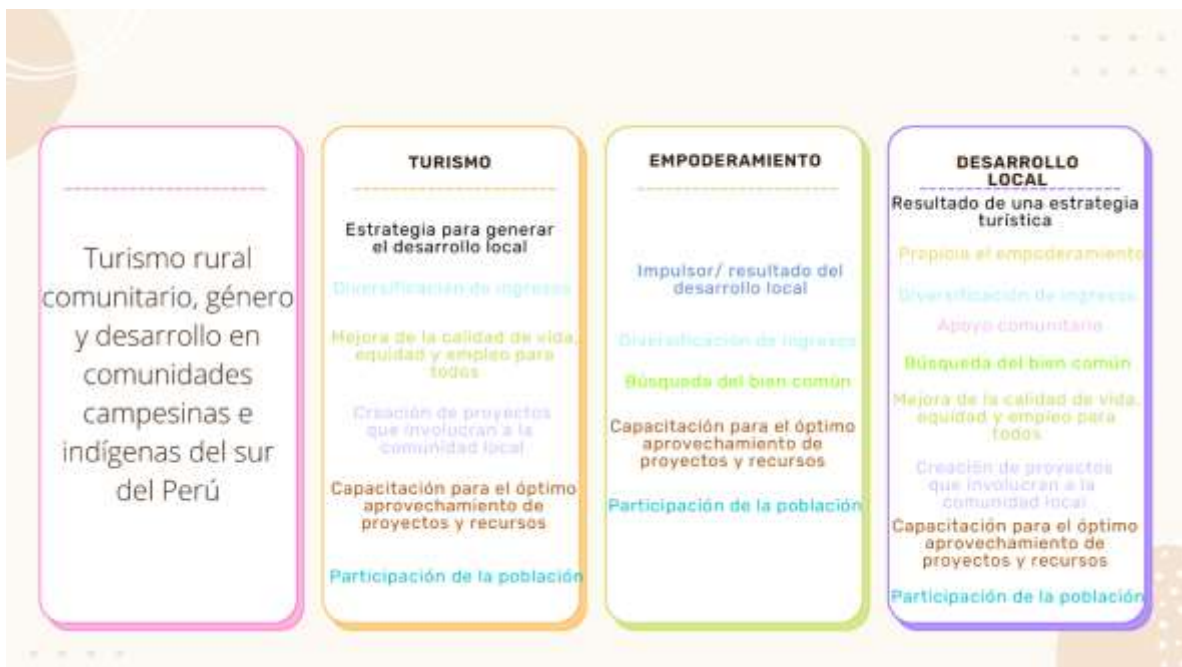 Turismo rural
comunitario, género
y desarrollo en
comunidades
campesinas e
indígenas del sur
del Perú
TURISMO
Estrategia para generar
el desarrollo local
Diversificación de ingresos
Mejora de la calidad de vida,
equidad y empleo para
todos
Creación de proyectos
que involucran a la
comunidad local
Capacitación para el óptimo
aprovechamiento de
proyectos y recursos
Participación de la población
EMPODERAMIENTO
Impulsor/ resultado del
desarrollo local
Diversificación de ingresos
Búsqueda del bien común
Capacitación para el óptimo
aprovechamiento de
proyectos y recursos
Participación de la población
DESARROLLO
LOCAL
Resultado de una estrategia
turística
Propicia el empoderamiento
Diversificación de ingresos
Apoyo comunitario
Búsqueda del bien común
Mejora de la calidad de vida,
equidad y empleo para
todos
Creación de proyectos
que involucran a la
comunidad local
Capacitación para el óptimo
aprovechamiento de
proyectos y recursos
Participación de la población